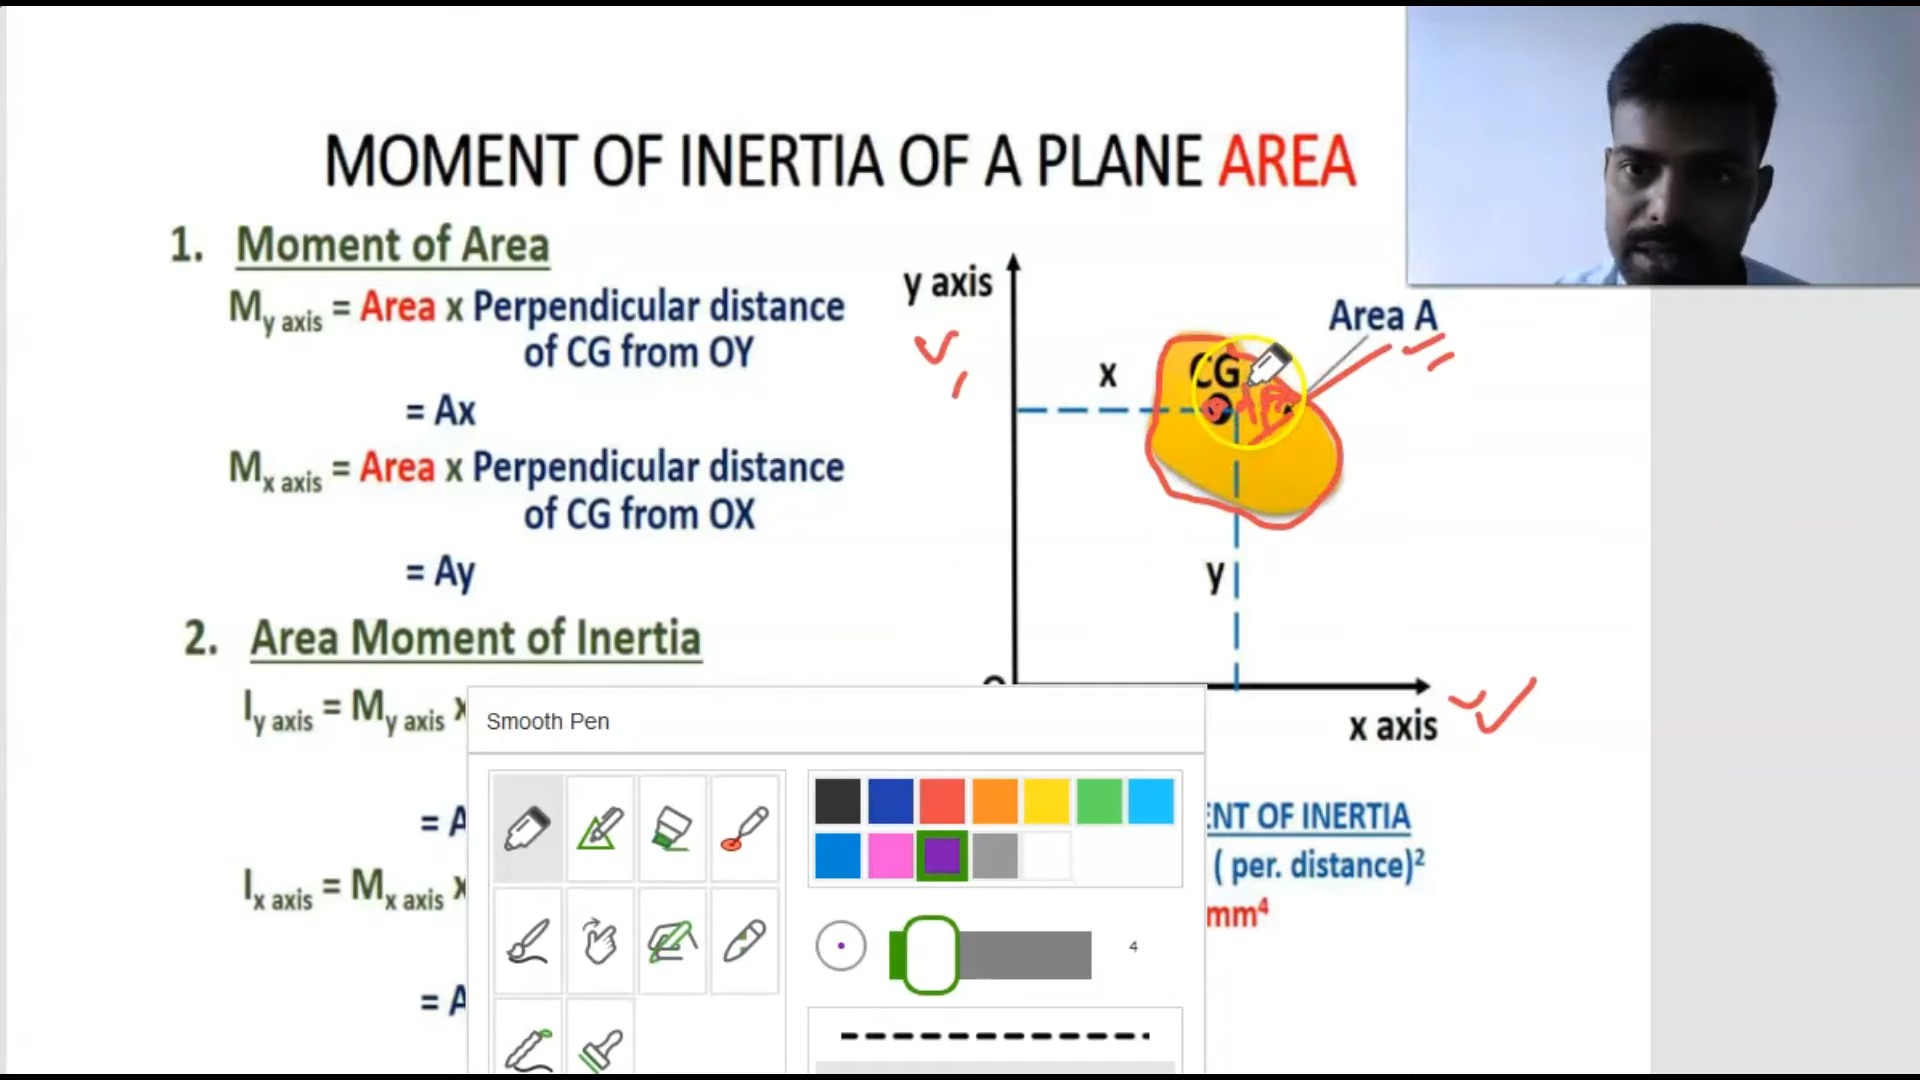 MOMENT OF INERTIA OF A PLANE AREA
1. Moment of Area
My axis = Area x Perpendicular distance
of CG from OY
= Ax
Mx axis = Area x Perpendicular distance
of CG from OX
= Ay
2. Area Moment of Inertia
Iy axis = My axis x
= A
Ix axis = Mx axis x
= A
y axis
Area A
x
CG
y
x axis
INERTIA
OF
( per. distance)²
mm⁴
Smooth Pen
4